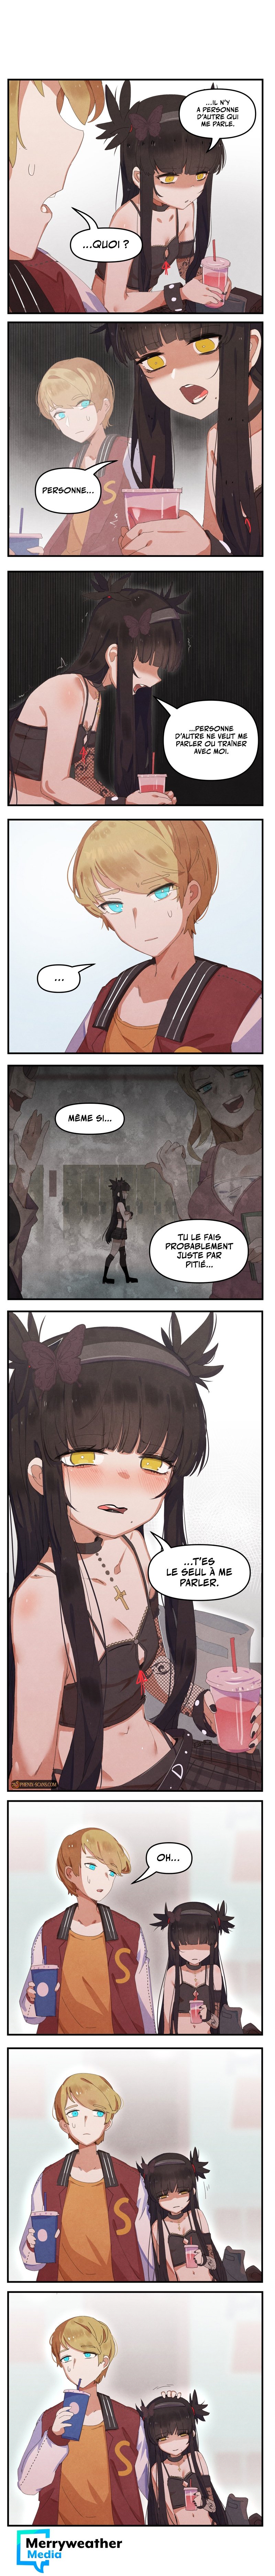 ...IL N'Y
A PERSONNE
D'AUTRE QUI
ME PARLE.
...QUOI ?
PERSONNE...
S
...PERSONNE
D'AUTRE NE VEUT ME
PARLER OU TRAÎNER
AVEC MOI.
...
MÊME SI...
TU LE FAIS
PROBABLEMENT
JUSTE PAR
PITIÉ...
...T'ES
LE SEUL À ME
PARLER.
OH...
S
S
S
Merryweather
Media